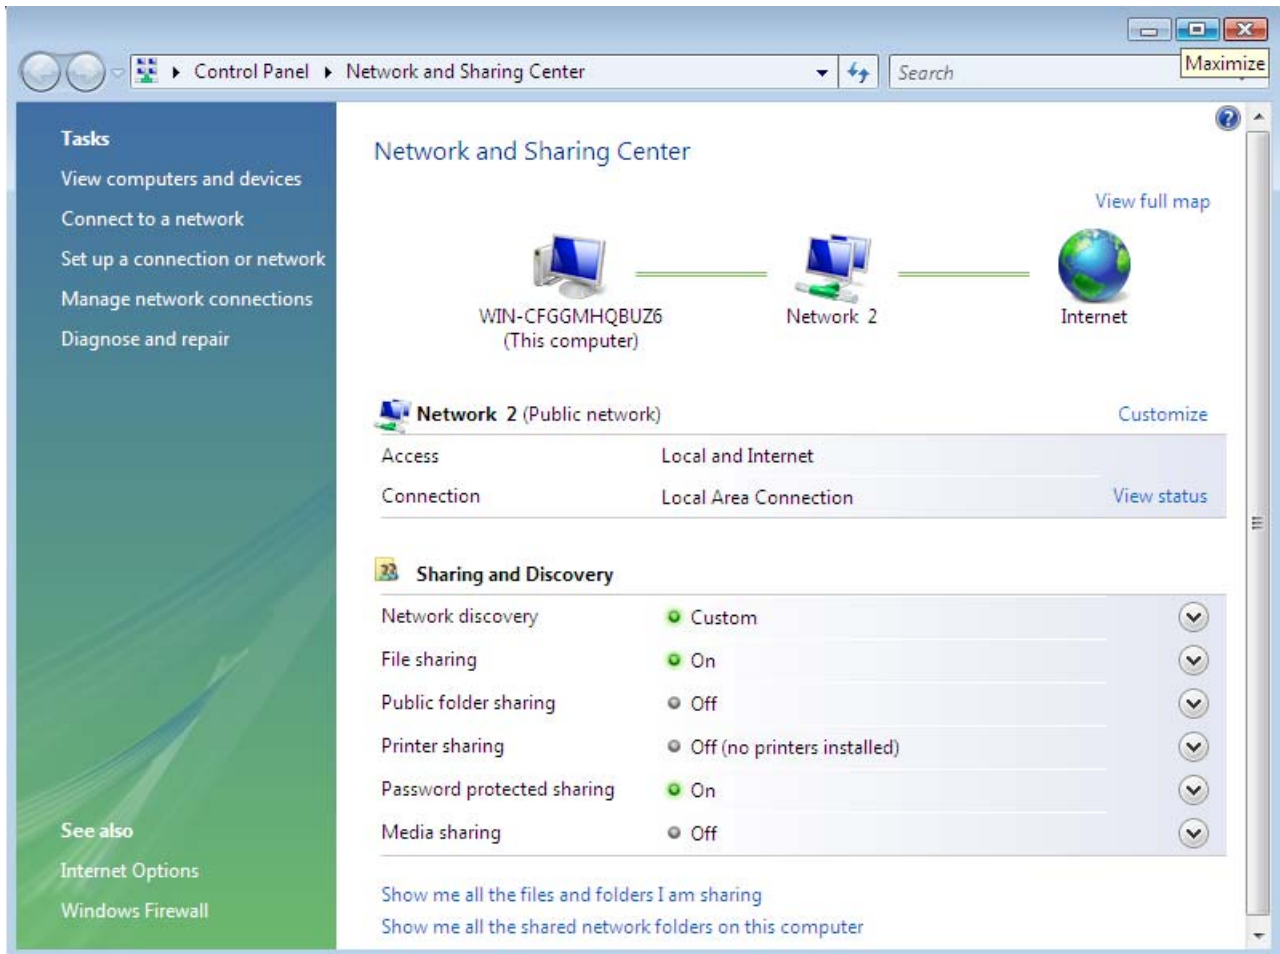 Control Panel
Network and Sharing Center
Search
Maximize
Tasks
View computers and devices
Connect to a network
Set up a connection or network
Manage network connections
Diagnose and repair
See also
Internet Options
Windows Firewall
Network and Sharing Center
View full map
WIN-CFGGMHQBUZ6
(This computer)
Network 2
Internet
Network 2 (Public network)
Customize
Access Local and Internet
Connection Local Area Connection View status
Sharing and Discovery
Network discovery Custom
File sharing On
Public folder sharing Off
Printer sharing Off (no printers installed)
Password protected sharing On
Media sharing Off
Show me all the files and folders I am sharing
Show me all the shared network folders on this computer